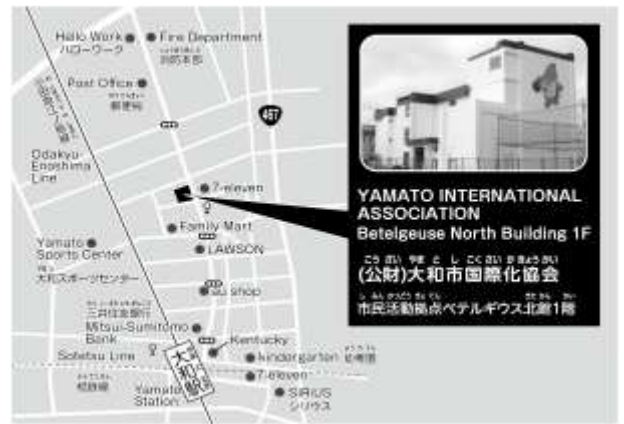 Hello Work
ハローワーク
Fire Department
消防本部
Post Office
郵便局
467
Odakyu-
Enoshima
Line
7-eleven
Family Mart
LAWSON
Yamato
Sports Center
大和スポーツセンター
au shop
三井住友銀行
Mitsui-Sumitomo
Bank
Kentucky
Sotetsu Line
相鉄線
kindergarten 幼稚園
大和駅
Yamato
Station
7-eleven
SIRIUS
シリウス
YAMATO INTERNATIONAL
ASSOCIATION
Betelgeuse North Building 1F
(公財)大和市国際化協会
市民活動拠点ベテルギウス北館1階